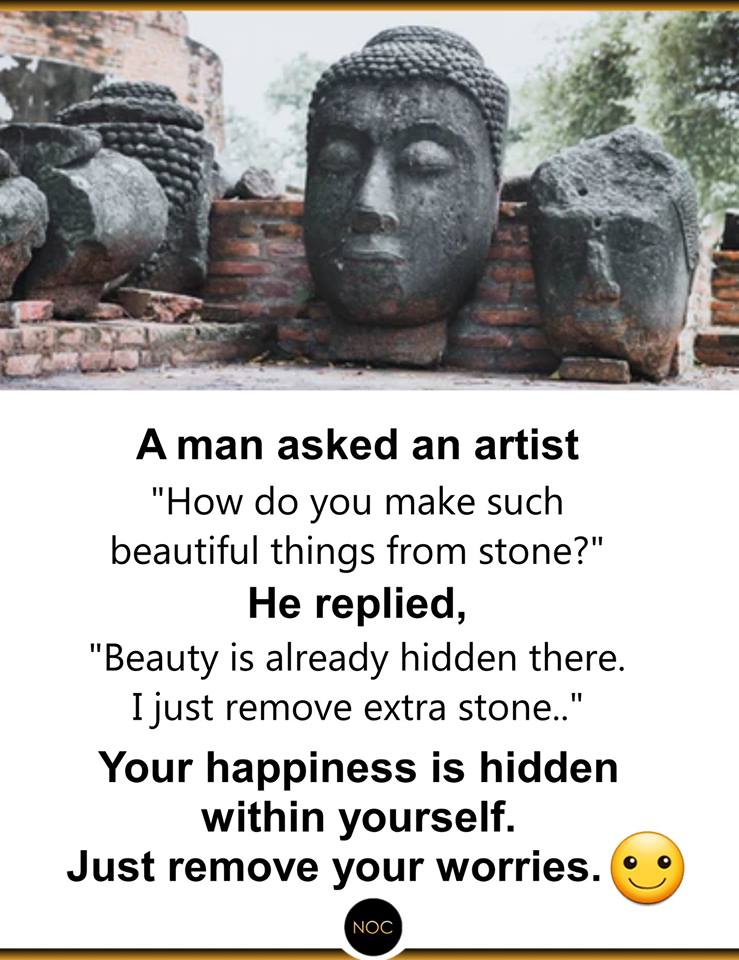 A man asked an artist
"How do you make such
beautiful things from stone?"
He replied,
"Beauty is already hidden there.
I just remove extra stone.."
Your happiness is hidden
within yourself.
Just remove your worries.
NOC